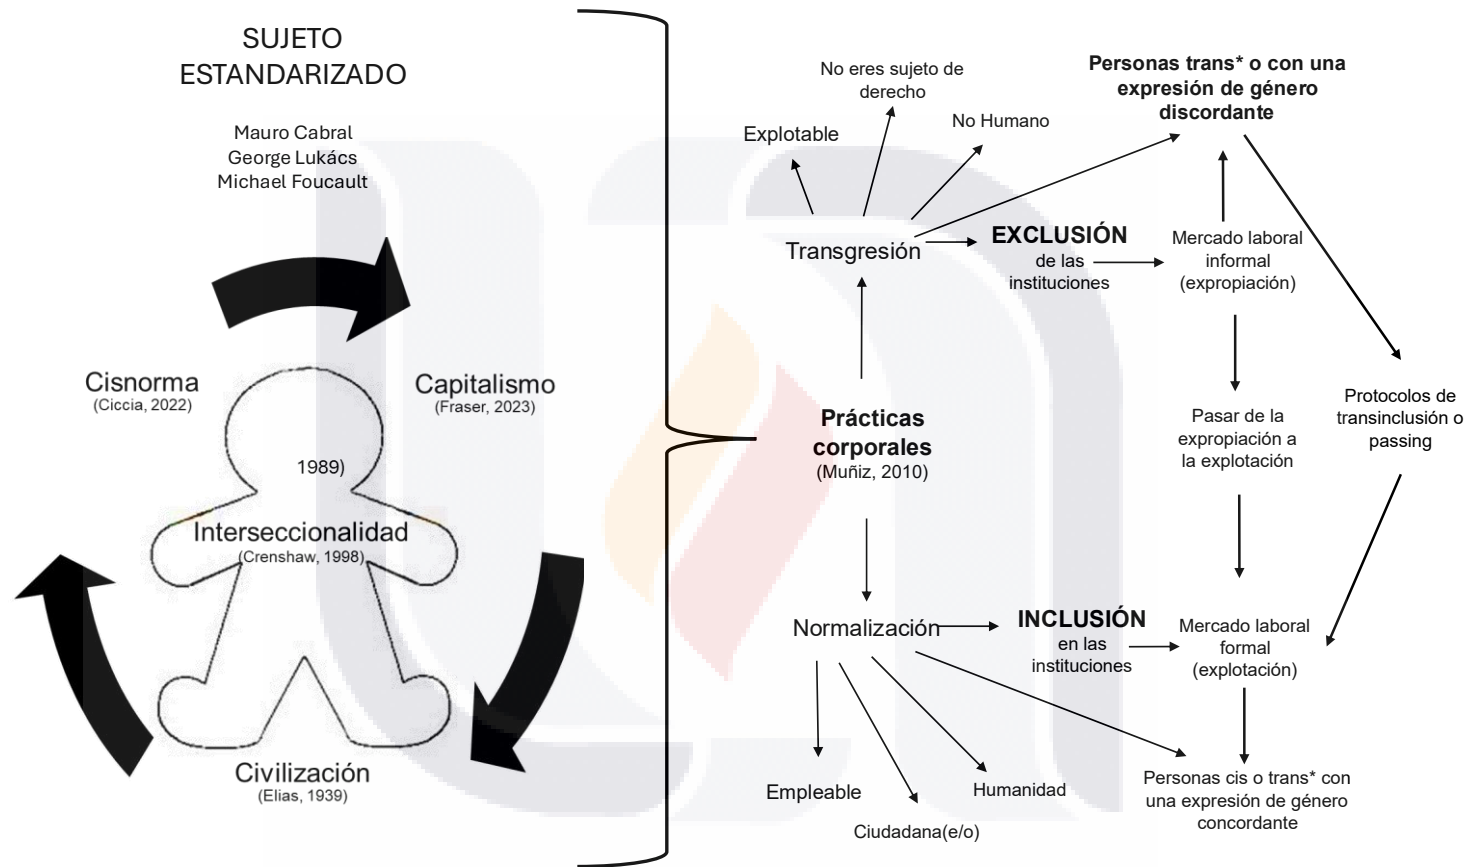 SUJETO
ESTANDARIZADO
Mauro Cabral
George Lukács
Michael Foucault
Cisnorma
(Ciccia, 2022)
Capitalismo
(Fraser, 2023)
1989)
Interseccionalidad
(Crenshaw, 1998)
Civilización
(Elias, 1939)
Prácticas
corporales
(Muñiz, 2010)
Transgresión
Explotable
No eres sujeto de
derecho
No Humano
Personas trans* o con una
expresión de género
discordante
EXCLUSIÓN
de las
instituciones
Mercado laboral
informal
(expropiación)
Pasar de la
expropiación a
la explotación
Protocolos de
transinclusión o
passing
Normalización
INCLUSIÓN
en las
instituciones
Mercado laboral
formal
(explotación)
Empleable
Ciudadana(e/o)
Humanidad
Personas cis o trans* con
una expresión de género
concordante